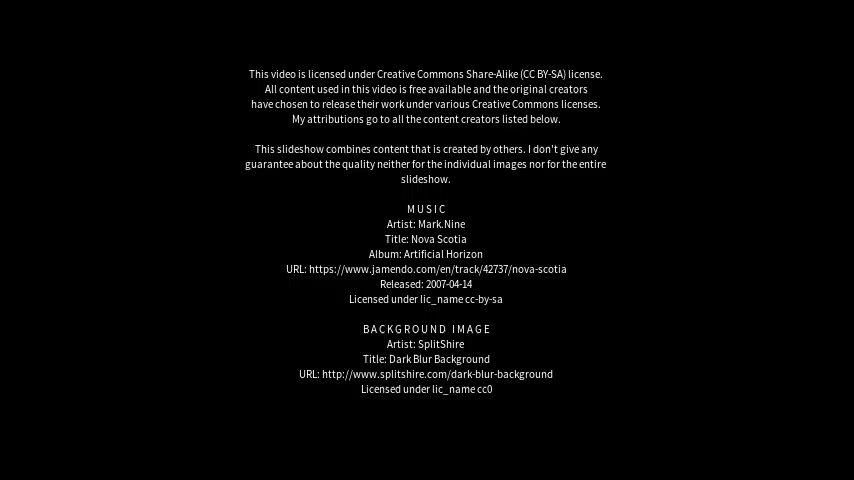 This video is licensed under Creative Commons Share-Alike (CC BY-SA) license.
All content used in this video is free available and the original creators
have chosen to release their work under various Creative Commons licenses.
My attributions go to all the content creators listed below.
This slideshow combines content that is created by others. I don't give any
guarantee about the quality neither for the individual images nor for the entire
slideshow.
MUSIC
Artist: Mark.Nine
Title: Nova Scotia
Album: Artificial Horizon
URL: https://www.jamendo.com/en/track/42737/nova-scotia
Released: 2007-04-14
Licensed under lic_name cc-by-sa
BACKGROUND IMAGE
Artist: SplitShire
Title: Dark Blur Background
URL: http://www.splitshire.com/dark-blur-background
Licensed under lic_name cc0